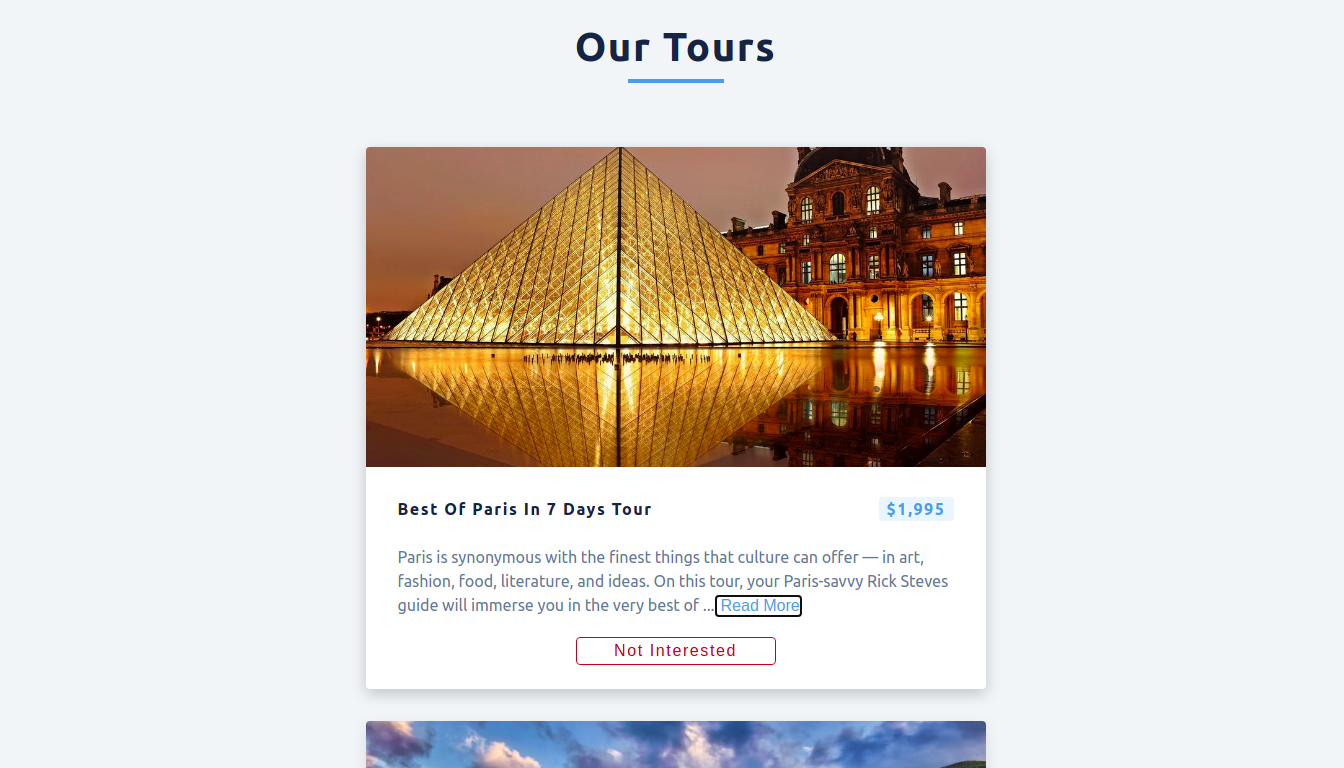 Our Tours
Best Of Paris In 7 Days Tour
$1,995
Paris is synonymous with the finest things that culture can offer — in art,
fashion, food, literature, and ideas. On this tour, your Paris-savvy Rick Steves
guide will immerse you in the very best of ... Read More
Not Interested